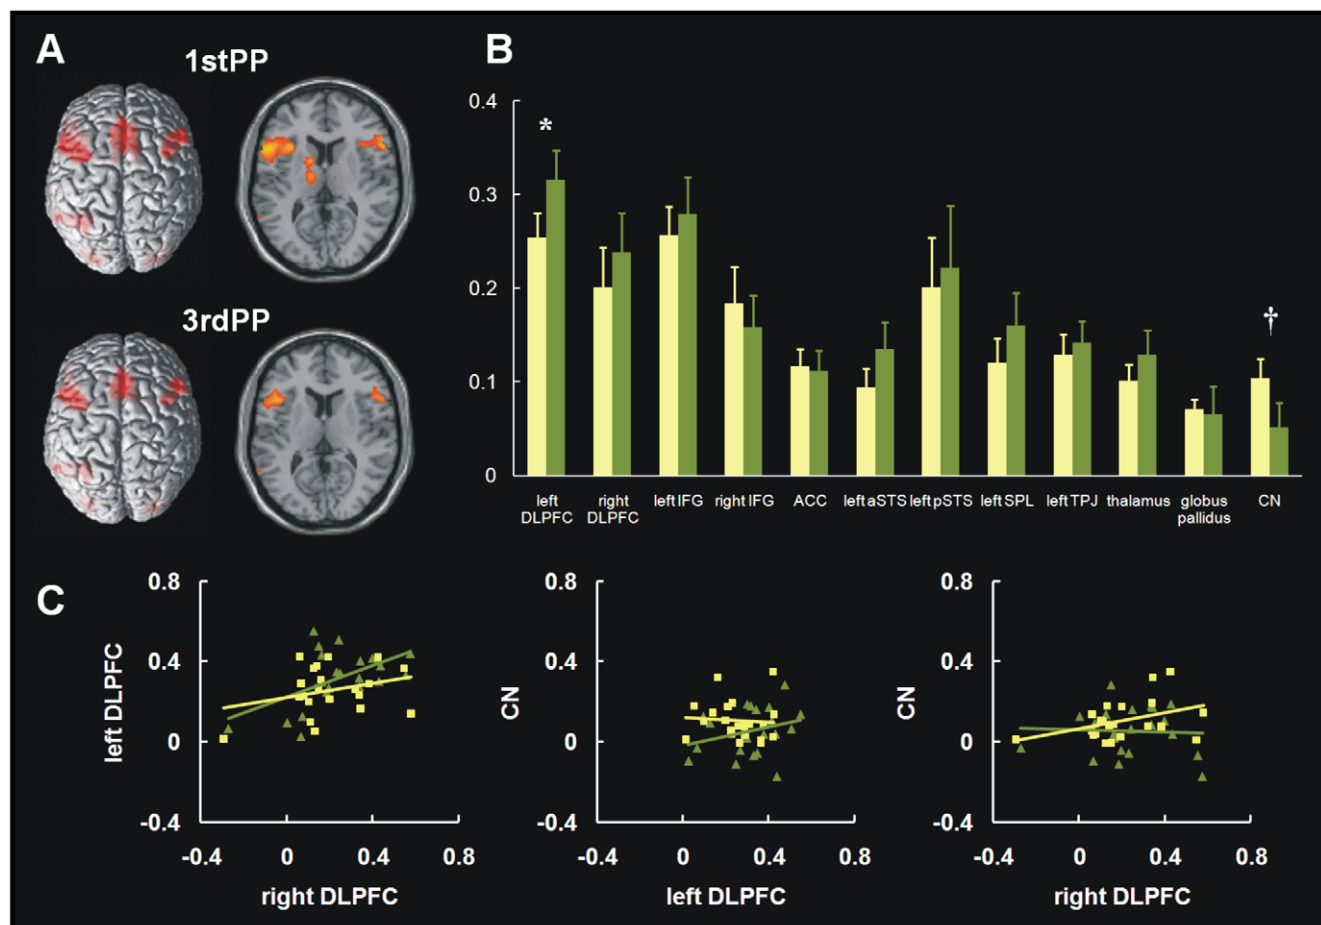 A
1stPP
3rdPP
B
0.4
0.3
0.2
0.1
0
*
†
left DLPFC
right DLPFC
left IFG
right IFG
ACC
left aSTS
left pSTS
left SPL
left TPJ
thalamus
globus pallidus
CN
C
0.8
0.4
0
-0.4
left DLPFC
-0.4
0
0.4
0.8
right DLPFC
0.8
0.4
0
-0.4
CN
-0.4
0
0.4
0.8
left DLPFC
0.8
0.4
0
-0.4
CN
-0.4
0
0.4
0.8
right DLPFC